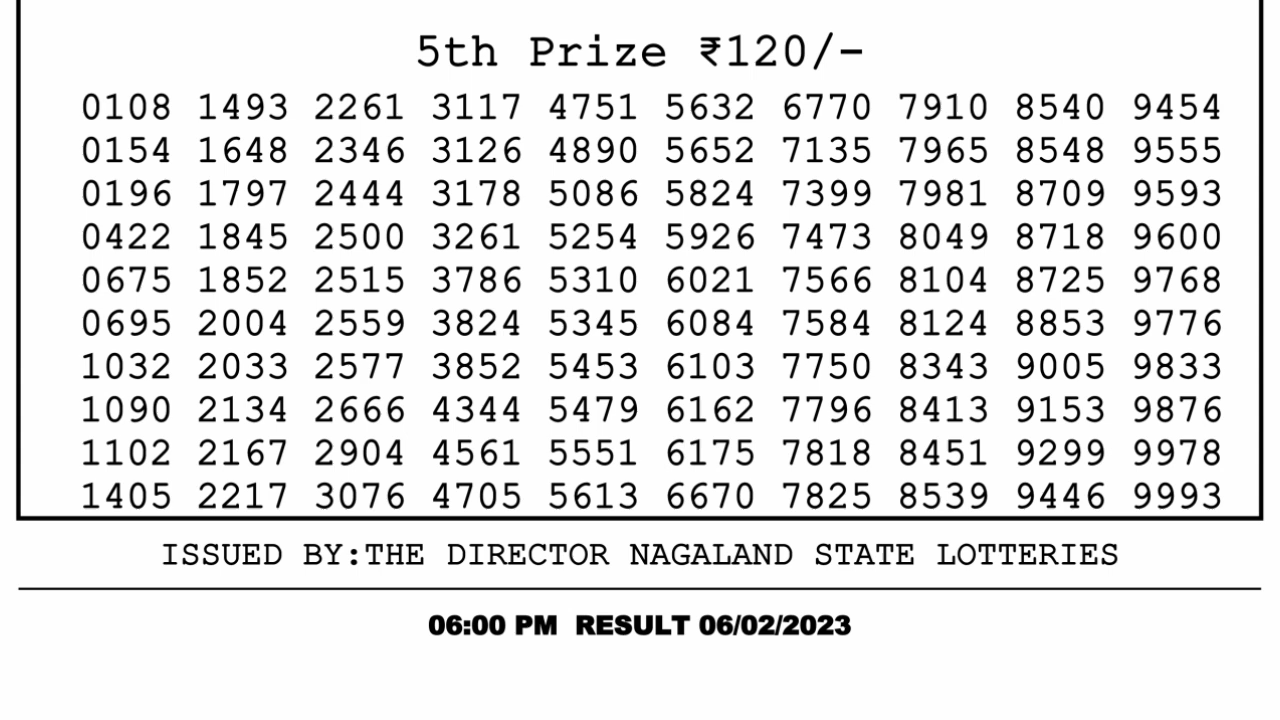 5th Prize ₹120/-
0108 1493 2261 3117 4751 5632 6770 7910 8540 9454
0154 1648 2346 3126 4890 5652 7135 7965 8548 9555
0196 1797 2444 3178 5086 5824 7399 7981 8709 9593
0422 1845 2500 3261 5254 5926 7473 8049 8718 9600
0675 1852 2515 3786 5310 6021 7566 8104 8725 9768
0695 2004 2559 3824 5345 6084 7584 8124 8853 9776
1032 2033 2577 3852 5453 6103 7750 8343 9005 9833
1090 2134 2666 4344 5479 6162 7796 8413 9153 9876
1102 2167 2904 4561 5551 6175 7818 8451 9299 9978
1405 2217 3076 4705 5613 6670 7825 8539 9446 9993
ISSUED BY:THE DIRECTOR NAGALAND STATE LOTTERIES
06:00 PM RESULT 06/02/2023